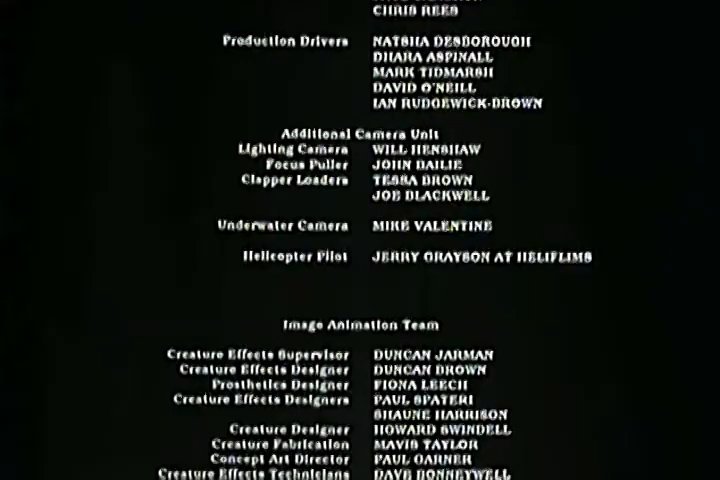 CHRIS REES
Production Drivers NATSHA DESBOROUGH
DHARA ASPINALL
MARK TIDMARSH
DAVID O'NEILL
IAN RUDGEWICK-BROWN
Additional Camera Unit
Lighting Camera WILL HENSHAW
Focus Puller JOHN BAILIE
Clapper Loaders TESSA BROWN
JOE BLACKWELL
Underwater Camera MIKE VALENTINE
Helicopter Pilot JERRY GRAYSON AT HELIFLIMS
Image Animation Team
Creature Effects Supervisor DUNCAN JARMAN
Creature Effects Designer DUNCAN BROWN
Prosthetics Designer FIONA LEECH
Creature Effects Designers PAUL SPATERI
SHAUNE HARRISON
Creature Designer HOWARD SWINDELL
Creature Fabrication MAVIS TAYLOR
Concept Art Director PAUL GARNER
Creature Effects Technicians DAVE BONNEYWELL